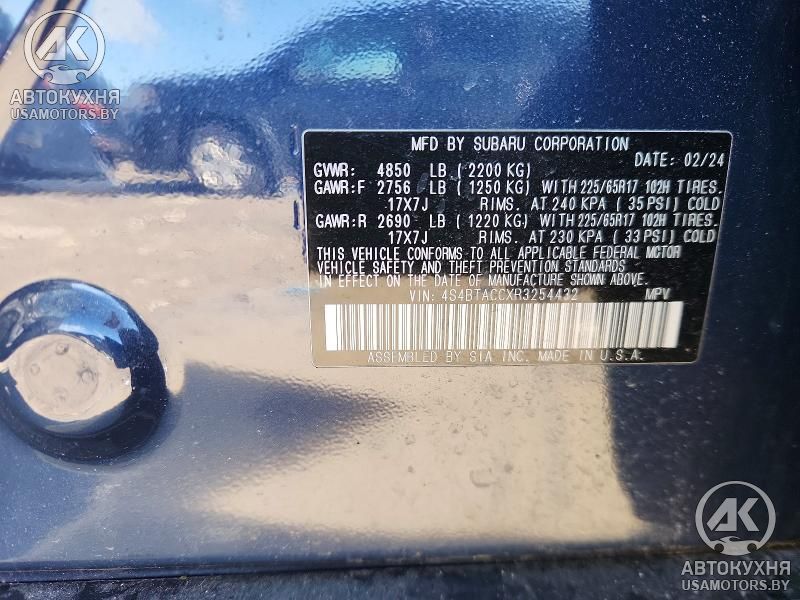 AK
АВТОКУХНЯ
USAMOTORS.BY
MFD BY SUBARU CORPORATION
DATE: 02/24
GVWR: 4850 LB (2200 KG)
GAWR:F 2756 LB (1250 KG) WITH 225/65R17 102H TIRES.
17X7J RIMS. AT 240 KPA (35 PSI) COLD
GAWR:R 2690 LB (1220 KG) WITH 225/65R17 102H TIRES.
17X7J RIMS. AT 230 KPA (33 PSI) COLD
THIS VEHICLE CONFORMS TO ALL APPLICABLE FEDERAL MOTOR
VEHICLE SAFETY AND THEFT PREVENTION STANDARDS
IN EFFECT ON THE DATE OF MANUFACTURE SHOWN ABOVE.
VIN: 4S4BTACCXR3254432 MPV
ASSEMBLED BY SIA INC. MADE IN U.S.A.
AK
АВТОКУХНЯ
USAMOTORS.BY